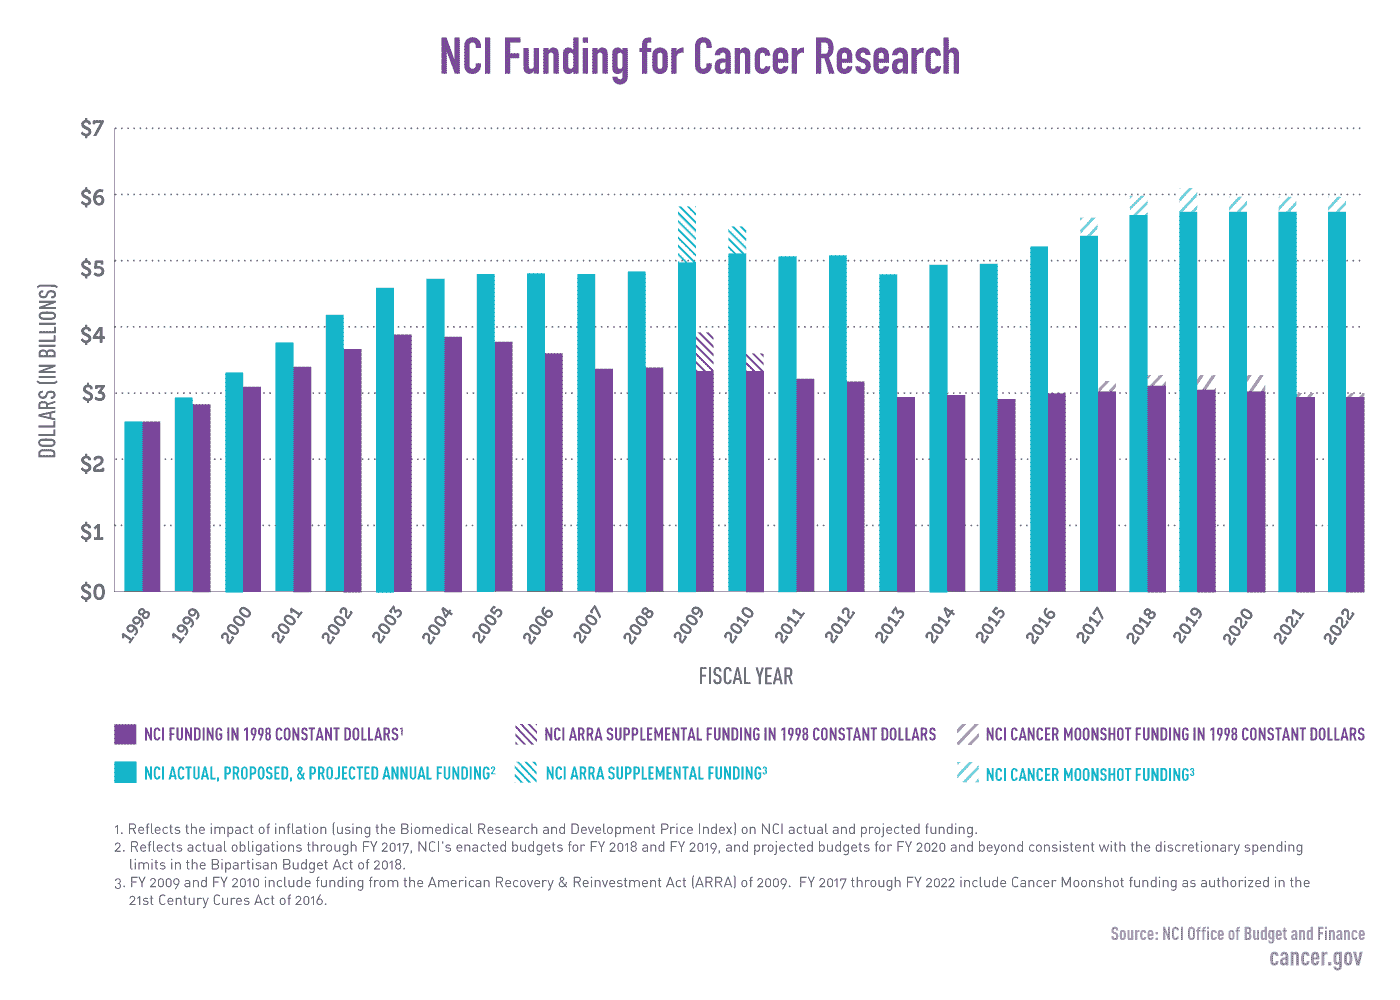 NCI Funding for Cancer Research
$7
$6
$5
$4
$3
$2
$1
$0
DOLLARS (IN BILLIONS)
1998
1999
2000
2001
2002
2003
2004
2005
2006
2007
2008
2009
2010
2011
2012
2013
2014
2015
2016
2017
2018
2019
2020
2021
2022
FISCAL YEAR
NCI FUNDING IN 1998 CONSTANT DOLLARS¹
NCI ARRA SUPPLEMENTAL FUNDING IN 1998 CONSTANT DOLLARS
NCI CANCER MOONSHOT FUNDING IN 1998 CONSTANT DOLLARS
NCI ACTUAL, PROPOSED, & PROJECTED ANNUAL FUNDING²
NCI ARRA SUPPLEMENTAL FUNDING³
NCI CANCER MOONSHOT FUNDING³
1. Reflects the impact of inflation (using the Biomedical Research and Development Price Index) on NCI actual and projected funding.
2. Reflects actual obligations through FY 2017, NCI's enacted budgets for FY 2018 and FY 2019, and projected budgets for FY 2020 and beyond consistent with the discretionary spending
limits in the Bipartisan Budget Act of 2018.
3. FY 2009 and FY 2010 include funding from the American Recovery & Reinvestment Act (ARRA) of 2009. FY 2017 through FY 2022 include Cancer Moonshot funding as authorized in the
21st Century Cures Act of 2016.
Source: NCI Office of Budget and Finance
cancer.gov